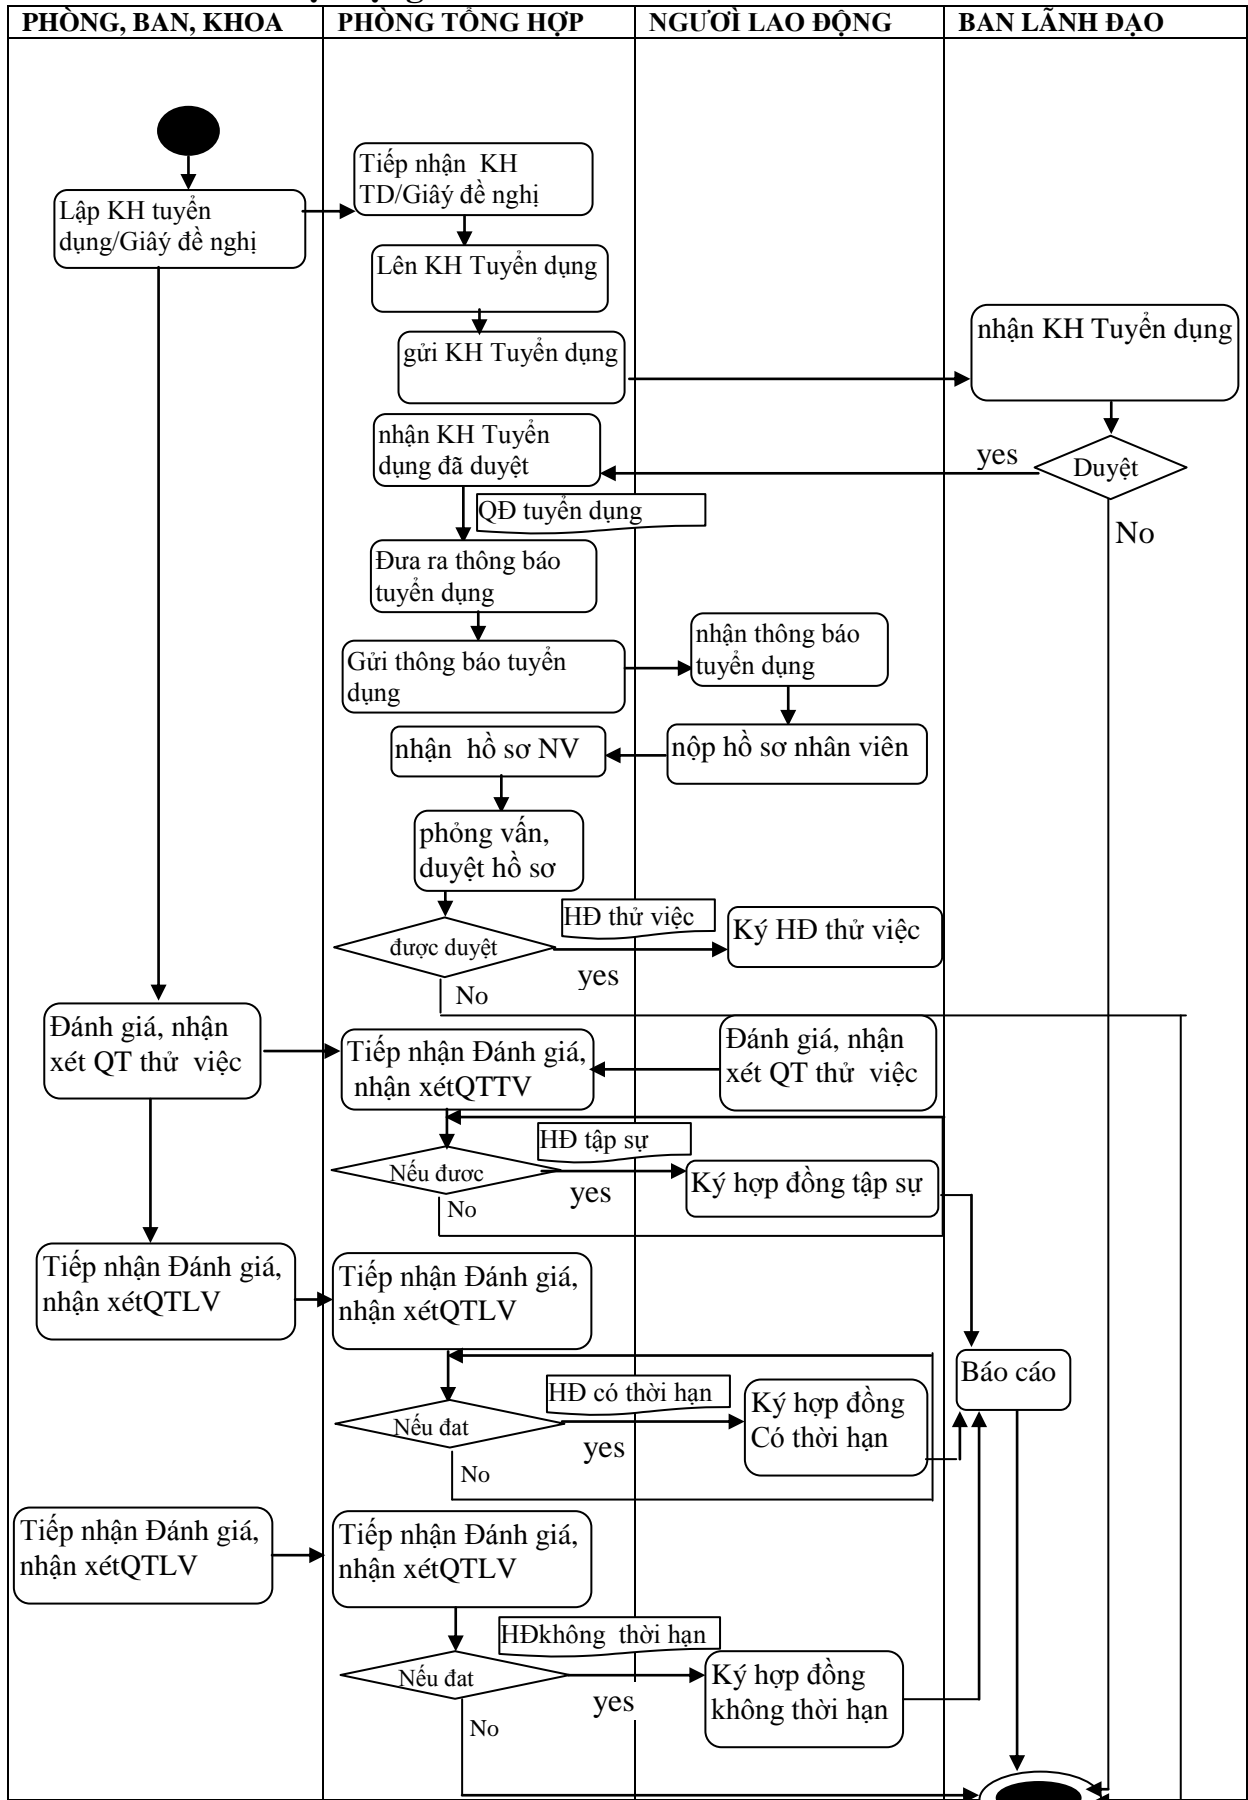 PHÒNG, BAN, KHOA
PHÒNG TỔNG HỢP
NGƯƠÌ LAO ĐỘNG
BAN LÃNH ĐẠO
Tiếp nhận KH
TD/Giâý đề nghị
Lập KH tuyển
dụng/Giâý đề nghị
Lên KH Tuyển dụng
gửi KH Tuyển dụng
nhận KH Tuyển dụng
nhận KH Tuyển
dụng đã duyệt
yes
Duyệt
No
QĐ tuyển dụng
Đưa ra thông báo
tuyển dụng
Gửi thông báo tuyển
dụng
nhận thông báo
tuyển dụng
nhận hồ sơ NV
nộp hồ sơ nhân viên
phỏng vấn,
duyệt hồ sơ
được duyệt
HĐ thử việc
yes
Ký HĐ thử việc
No
Đánh giá, nhận
xét QT thử việc
Tiếp nhận Đánh giá,
nhận xétQTTV
Đánh giá, nhận
xét QT thử việc
Nếu đươc
HĐ tập sự
yes
Ký hợp đồng tập sự
No
Tiếp nhận Đánh giá,
nhận xétQTLV
Tiếp nhận Đánh giá,
nhận xétQTLV
Báo cáo
Nếu đat
HĐ có thời hạn
yes
Ký hợp đồng
Có thời hạn
No
Tiếp nhận Đánh giá,
nhận xétQTLV
Tiếp nhận Đánh giá,
nhận xétQTLV
Nếu đat
HĐkhông thời hạn
yes
Ký hợp đồng
không thời hạn
No